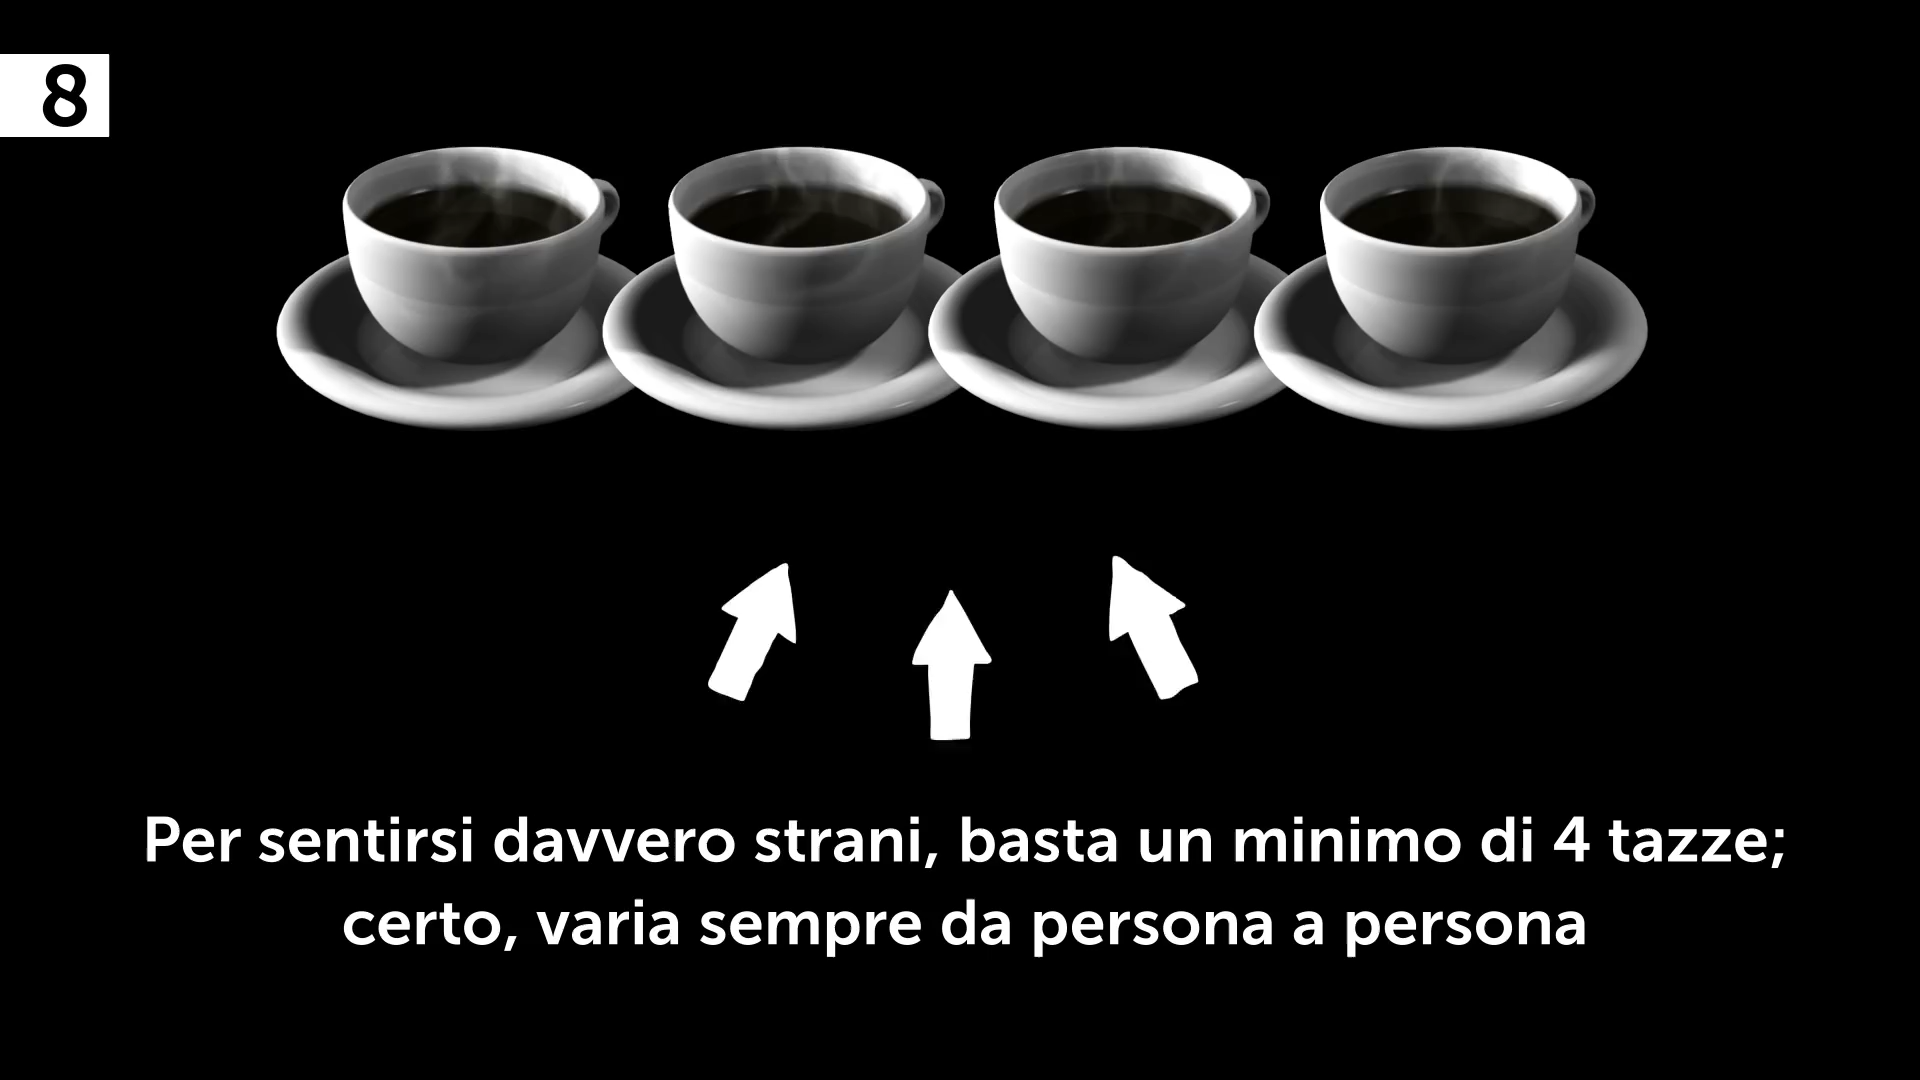 8
Per sentirsi davvero strani, basta un minimo di 4 tazze;
certo, varia sempre da persona a persona